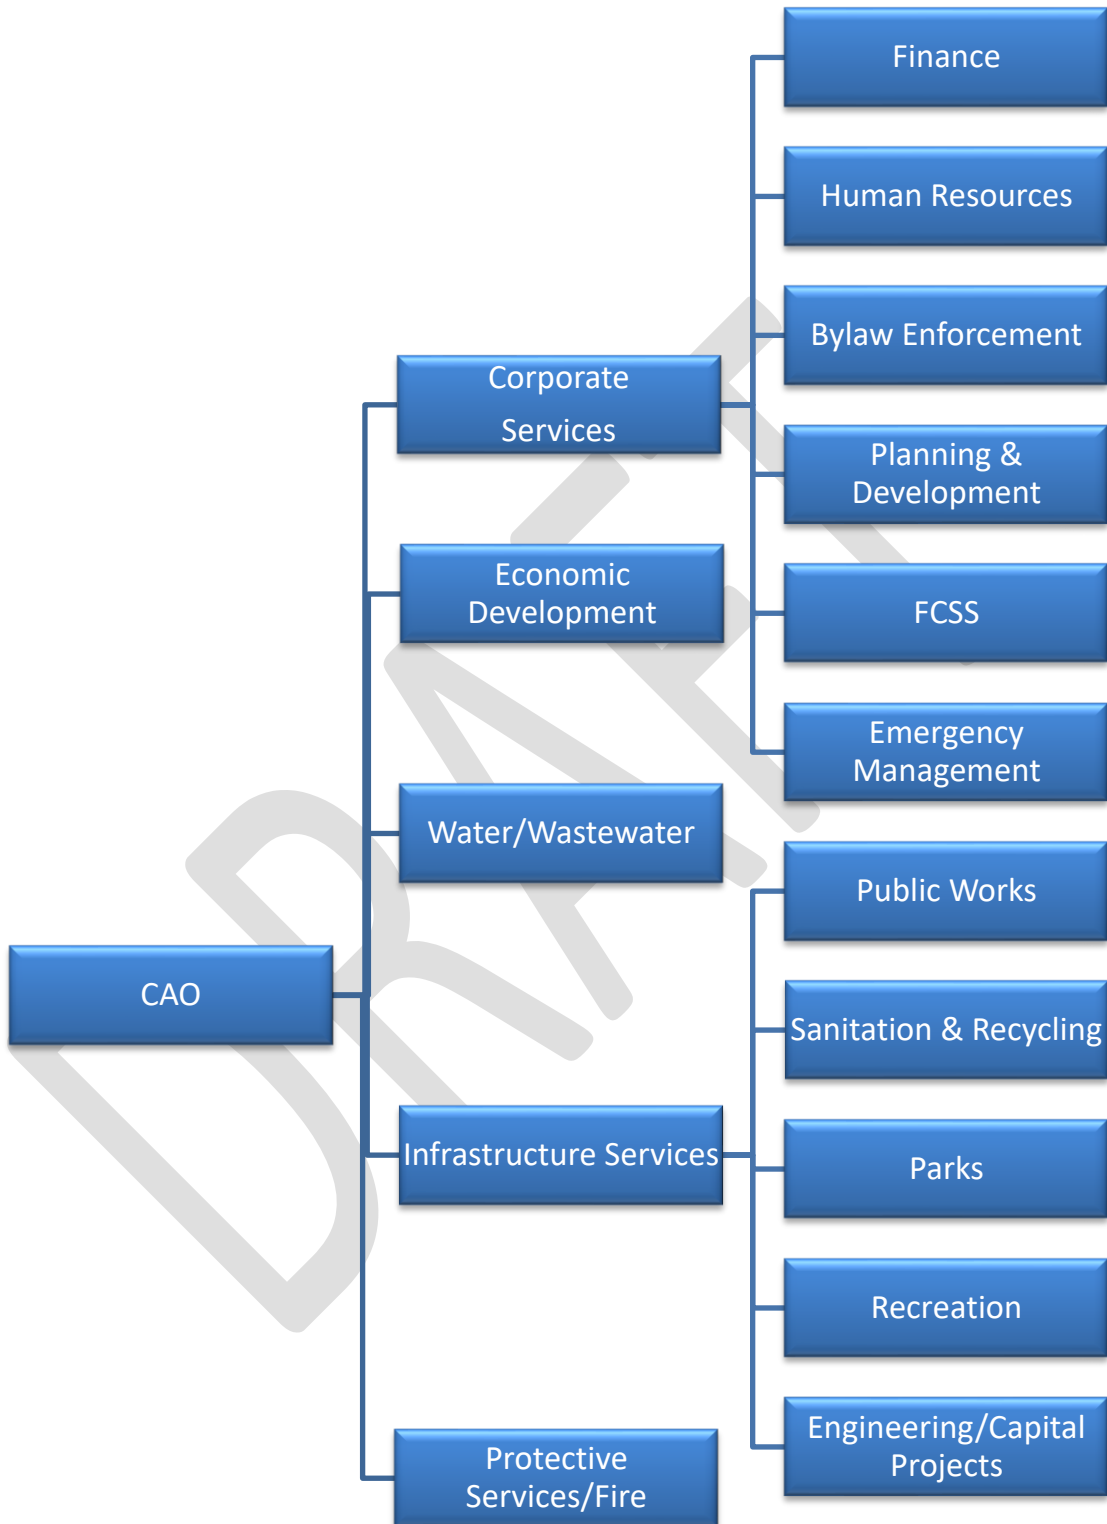 Finance
Human Resources
Bylaw Enforcement
Corporate
Services
Planning &
Development
Economic
Development
FCSS
Emergency
Management
Water/Wastewater
Public Works
CAO
Sanitation & Recycling
Infrastructure Services
Parks
Recreation
Engineering/Capital
Projects
Protective
Services/Fire
DRAFT